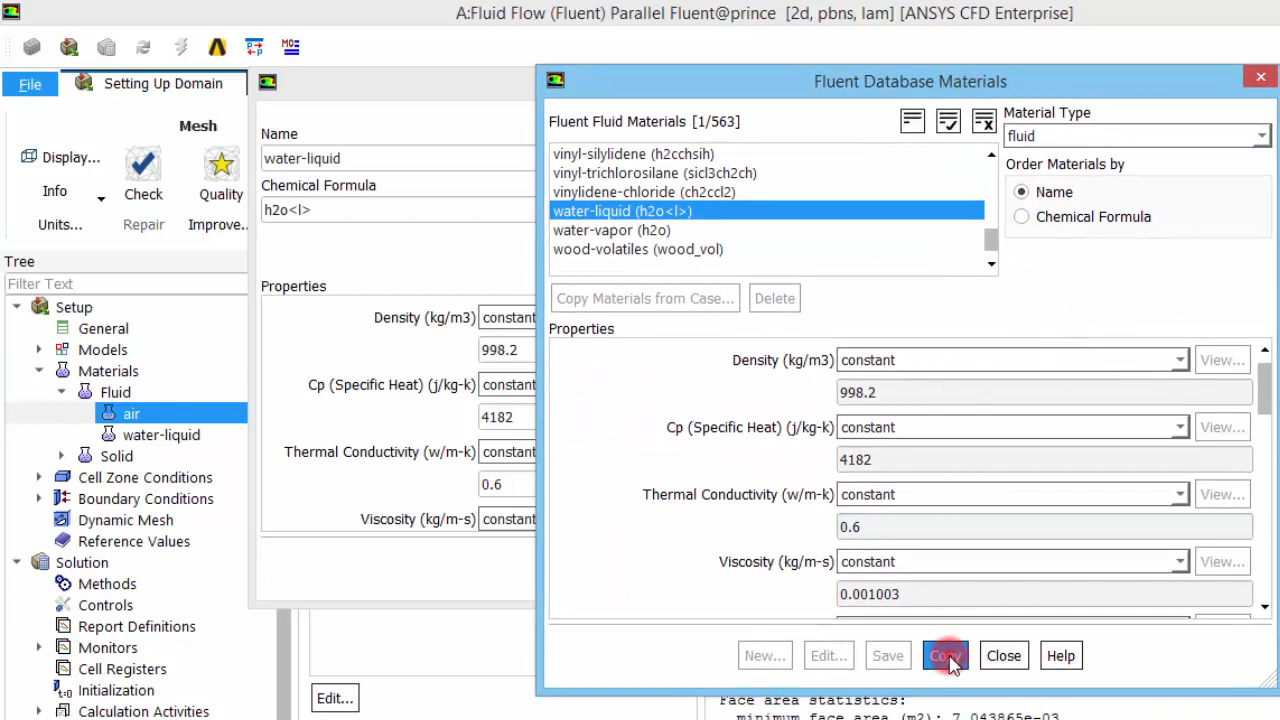 A:Fluid Flow (Fluent) Parallel Fluent@prince [2d, pbns, lam] [ANSYS CFD Enterprise]
File
Setting Up Domain
Mesh
Display...
Info
Units...
Check
Repair
Quality
Improve..
Tree
Filter Text
Setup
General
Models
Materials
Fluid
air
water-liquid
Solid
Cell Zone Conditions
Boundary Conditions
Dynamic Mesh
Reference Values
Solution
Methods
Controls
Report Definitions
Monitors
Cell Registers
Initialization
Calculation Activities
Name
water-liquid
Chemical Formula
h2o<l>
Properties
Density (kg/m3) constant
998.2
Cp (Specific Heat) (j/kg-k) constant
4182
Thermal Conductivity (w/m-k) constant
0.6
Viscosity (kg/m-s) constant
Edit...
Fluent Database Materials
Fluent Fluid Materials [1/563]
vinyl-silylidene (h2cchsih)
vinyl-trichlorosilane (sicl3ch2ch)
vinylidene-chloride (ch2ccl2)
water-liquid (h2o<l>)
water-vapor (h2o)
wood-volatiles (wood_vol)
Material Type
fluid
Order Materials by
Name
Chemical Formula
Copy Materials from Case... Delete
Properties
Density (kg/m3) constant View...
998.2
Cp (Specific Heat) (j/kg-k) constant View...
4182
Thermal Conductivity (w/m-k) constant View...
0.6
Viscosity (kg/m-s) constant View...
0.001003
New... Edit... Save Copy Close Help
Face area statistics:
minimum face area (m2): 7.043865e-03